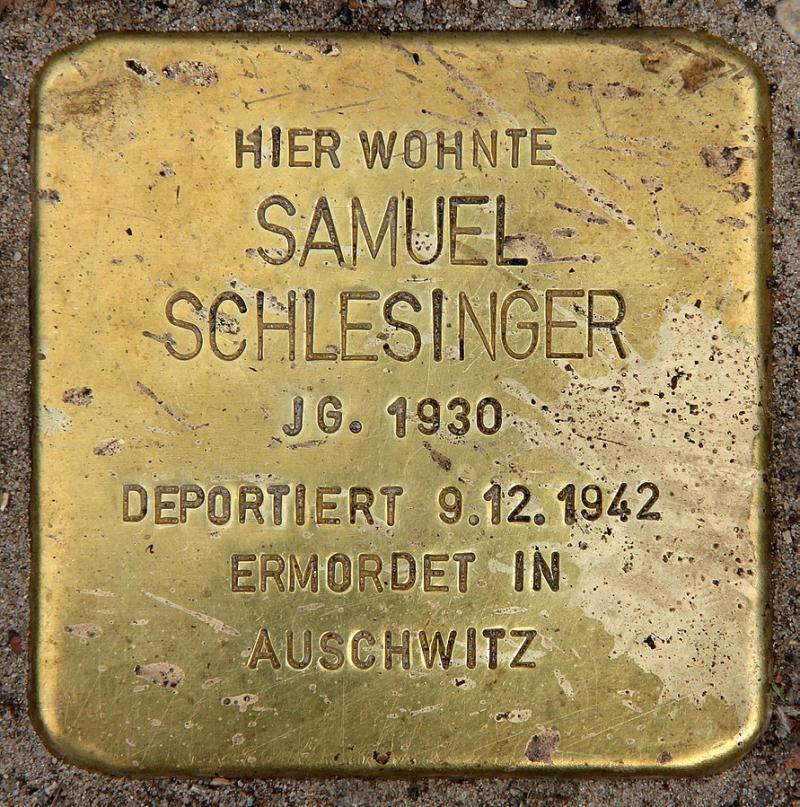 HIER WOHNTE
SAMUEL
SCHLESINGER
JG. 1930
DEPORTIERT 9.12.1942
ERMORDET IN
AUSCHWITZ